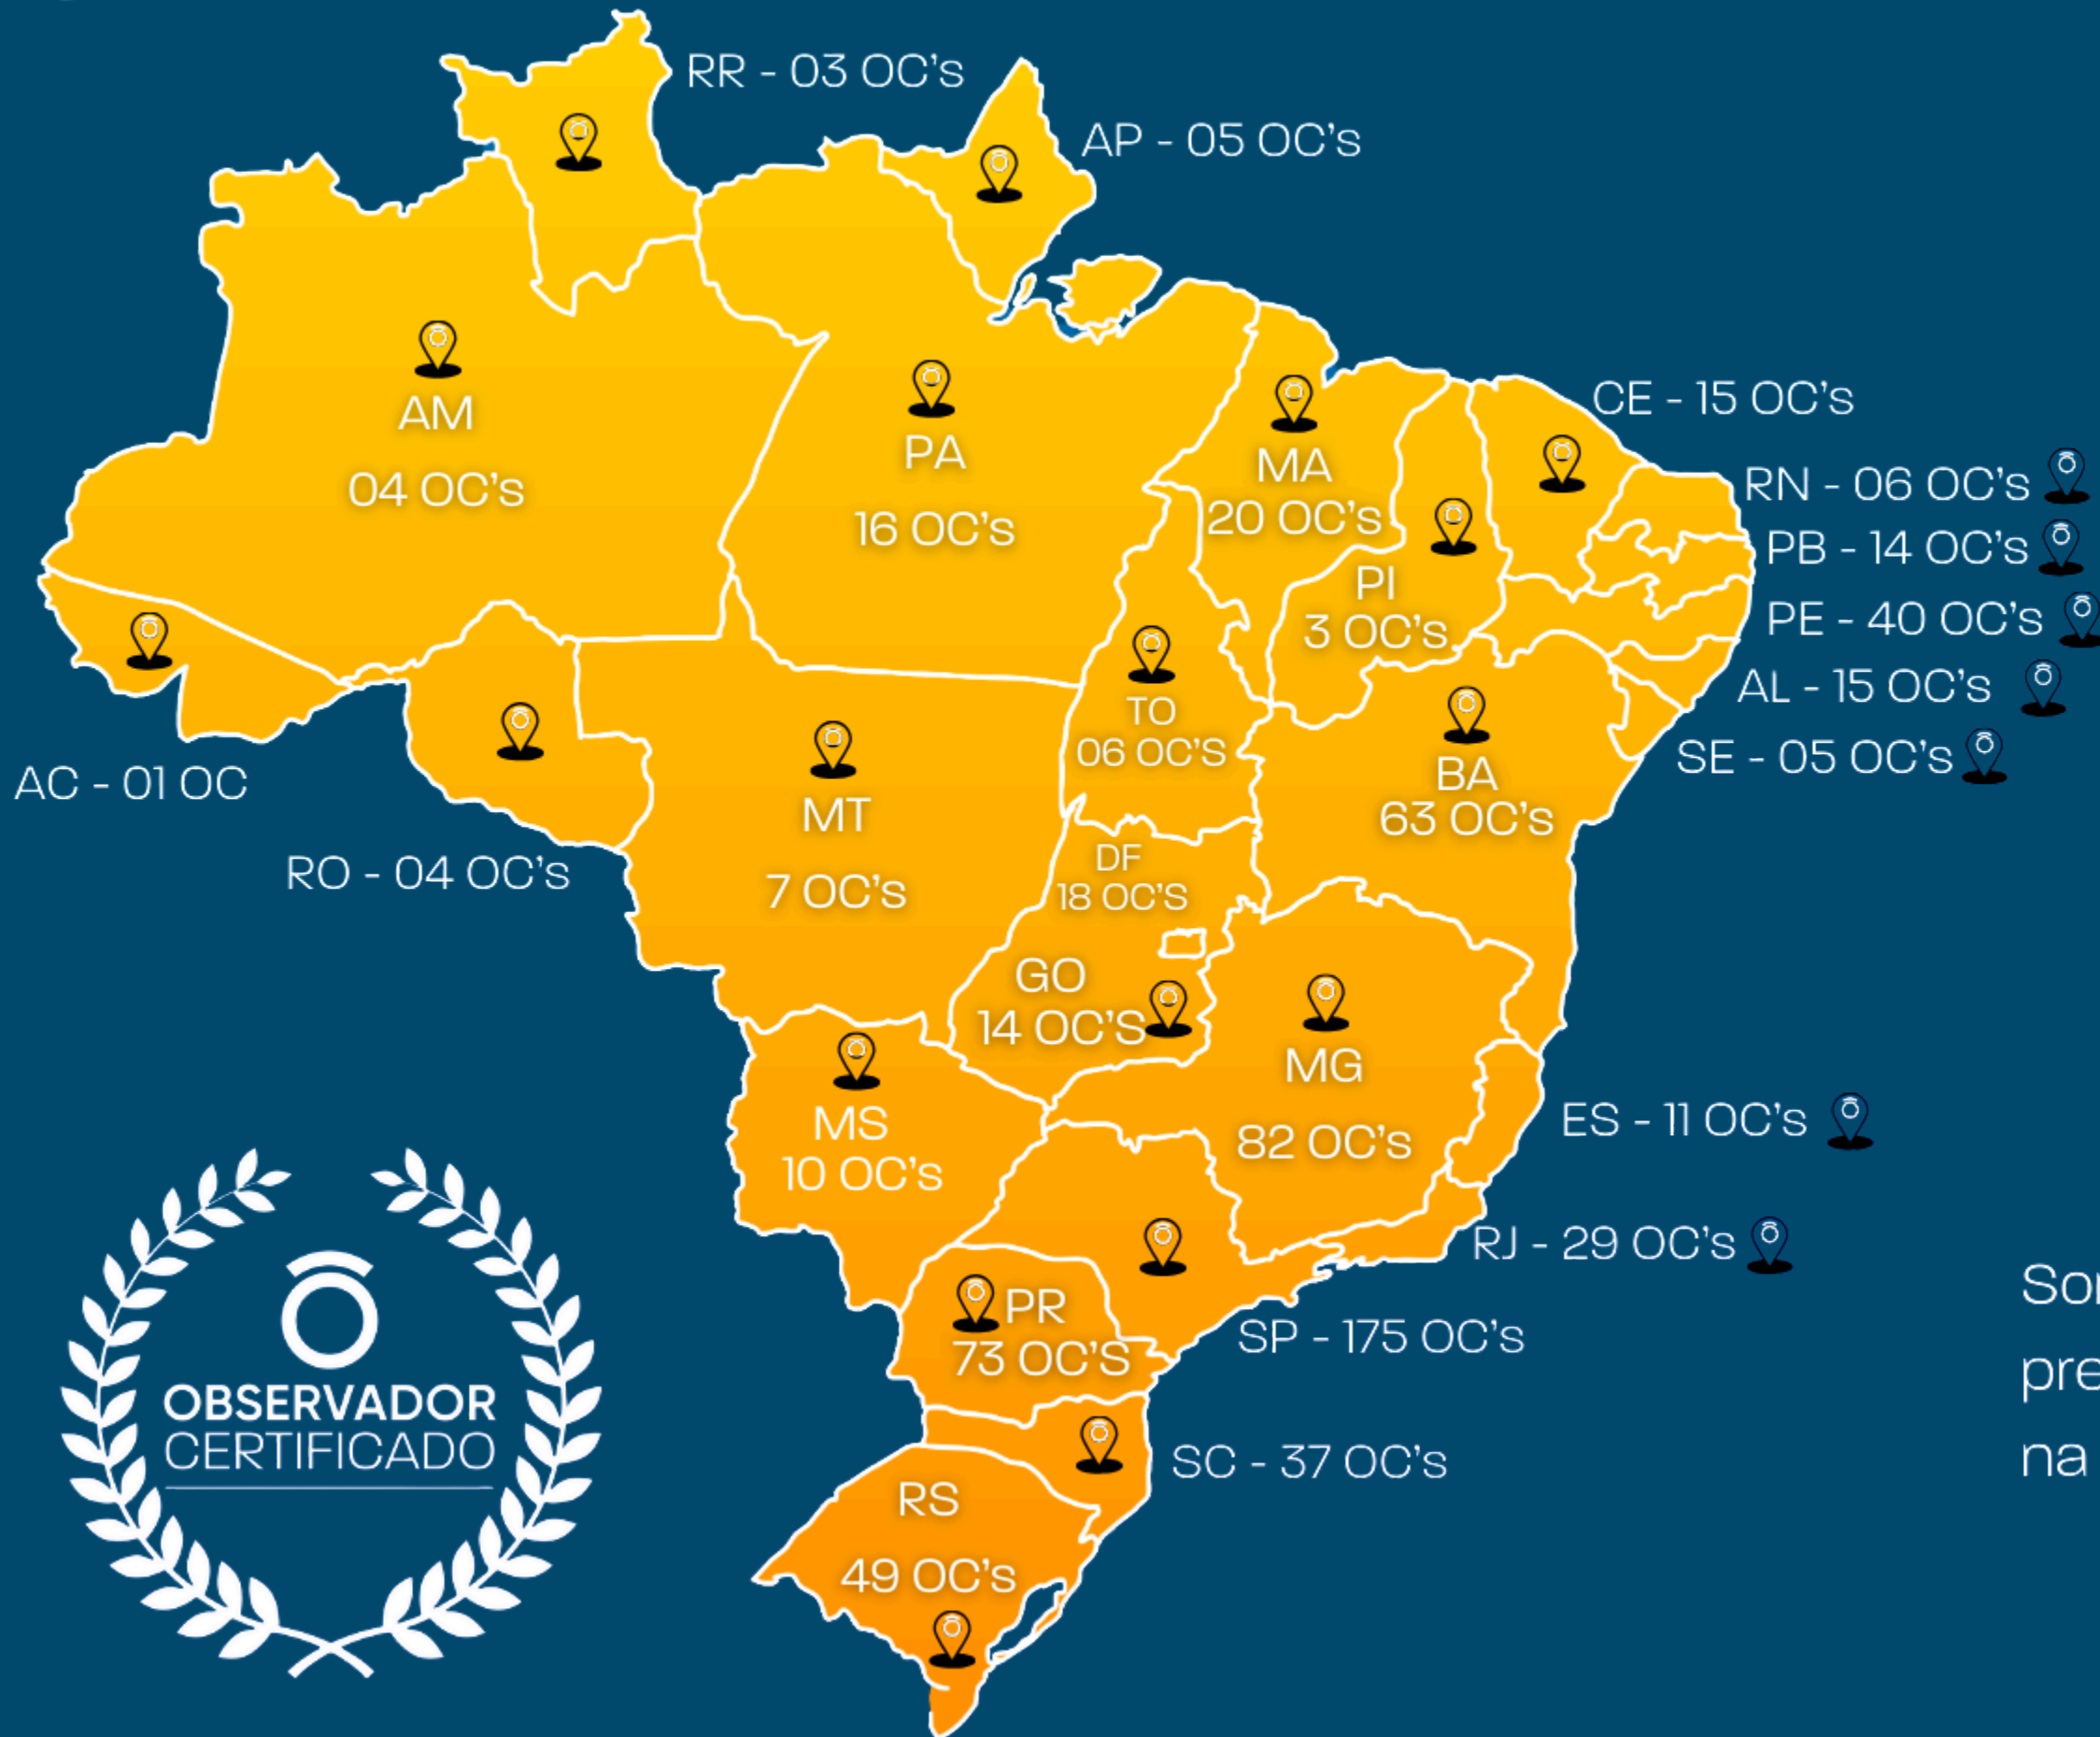 RR - 03 OC's
AP - 05 OC's
AM
04 OC's
PA
16 OC's
MA
20 OC's
CE - 15 OC's
RN - 06 OC's
PB - 14 OC's
PI
3 OC's
PE - 40 OC's
AL - 15 OC's
SE - 05 OC's
TO
06 OC'S
BA
63 OC's
AC - 01 OC
RO - 04 OC's
MT
7 OC's
DF
18 OC'S
GO
14 OC'S
MG
82 OC's
MS
10 OC's
ES - 11 OC's
RJ - 29 OC's
PR
73 OC'S
SP - 175 OC's
SC - 37 OC's
RS
49 OC's
OBSERVADOR
CERTIFICADO
na